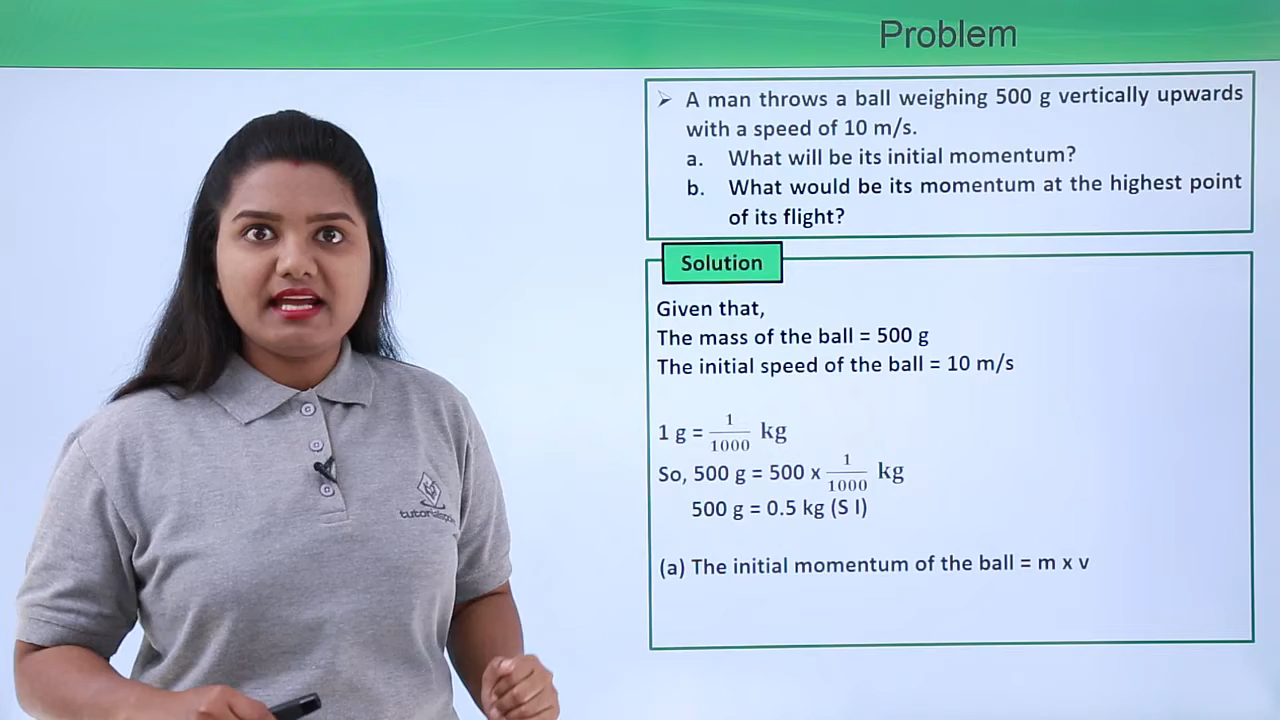 Problem
➢ A man throws a ball weighing 500 g vertically upwards
with a speed of 10 m/s.
a. What will be its initial momentum?
b. What would be its momentum at the highest point
of its flight?
Solution
Given that,
The mass of the ball = 500 g
The initial speed of the ball = 10 m/s
1 g = 1/1000 kg
So, 500 g = 500 x 1/1000 kg
500 g = 0.5 kg (S I)
(a) The initial momentum of the ball = m x v